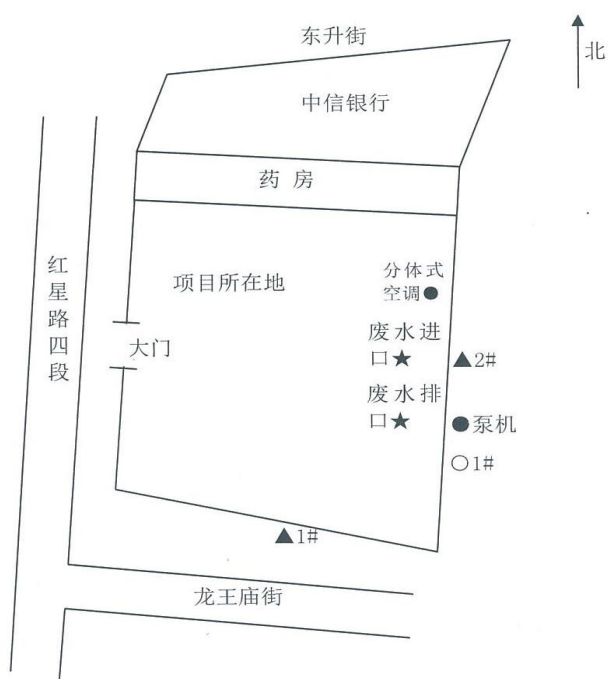 东升街
北
中信银行
药 房
红星路四段
项目所在地
分体式
空调●
大门
废水进
口★
▲2#
废水排
口★
●泵机
○1#
▲1#
龙王庙街